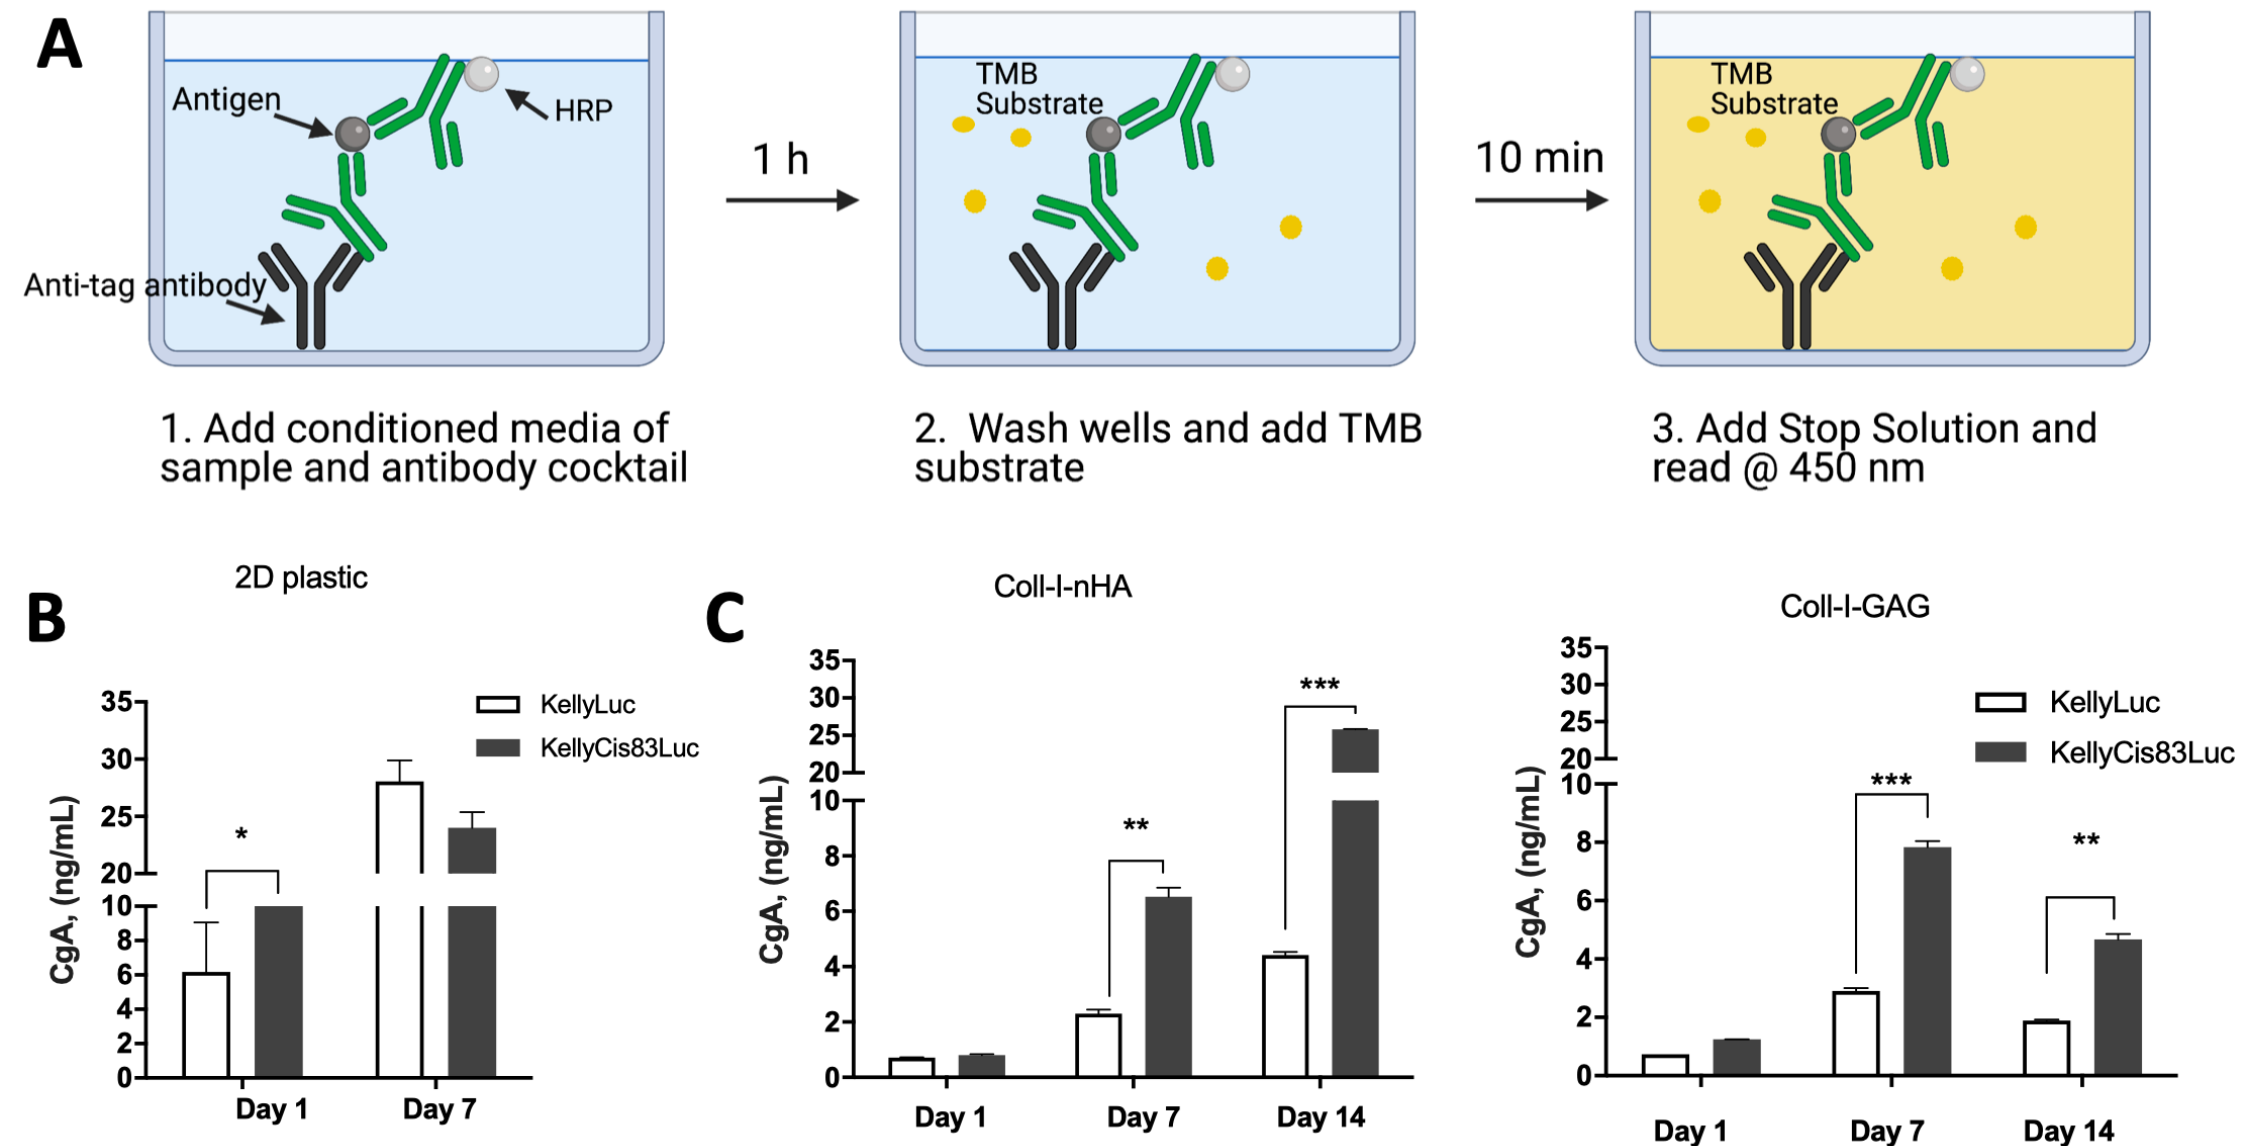 A
Antigen
HRP
Anti-tag antibody
1 h
TMB
Substrate
10 min
TMB
Substrate
1. Add conditioned media of
sample and antibody cocktail
2. Wash wells and add TMB
substrate
3. Add Stop Solution and
read @ 450 nm
B
2D plastic
CgA, (ng/mL)
35
30
25
20
10
8
6
4
2
0
*
KellyLuc
KellyCis83Luc
Day 1
Day 7
C
Coll-I-nHA
CgA, (ng/mL)
35
30
25
20
10
8
6
4
2
0
**
***
Day 1
Day 7
Day 14
Coll-I-GAG
CgA, (ng/mL)
35
30
25
20
10
8
6
4
2
0
***
**
KellyLuc
KellyCis83Luc
Day 1
Day 7
Day 14